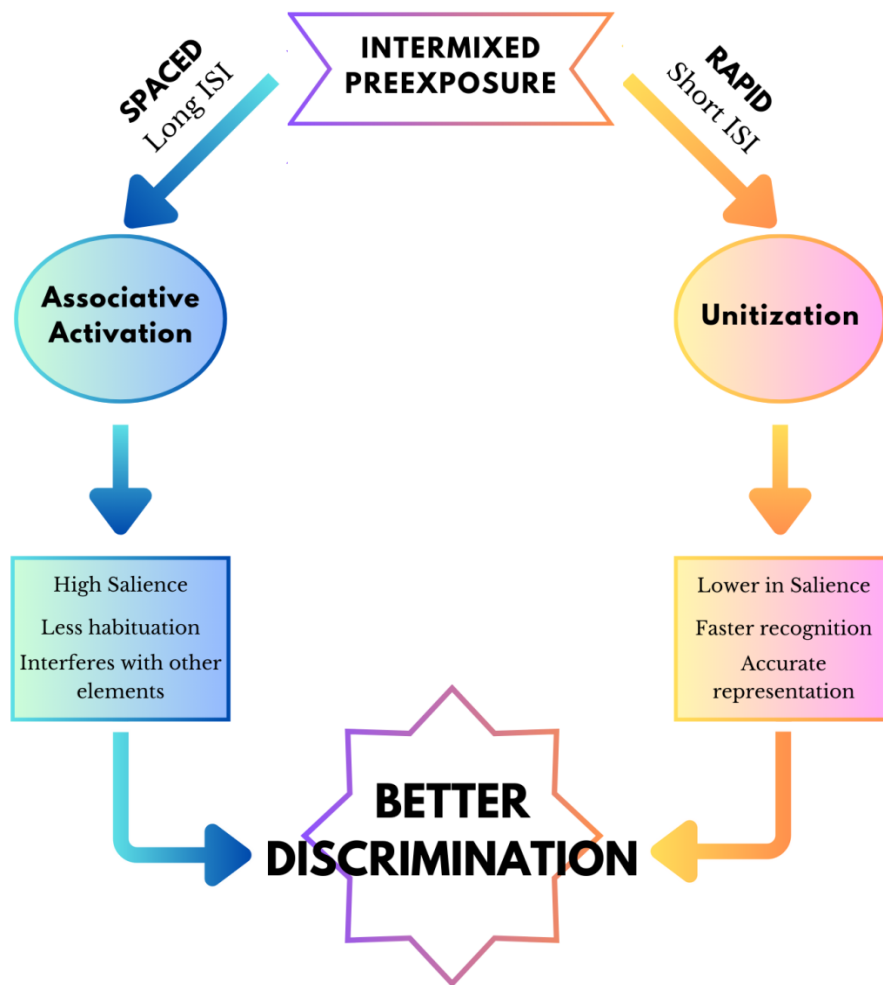 INTERMIXED
PREEXPOSURE
SPACED
Long ISI
RAPID
Short ISI
Associative
Activation
Unitization
High Salience
Less habituation
Interferes with other
elements
Lower in Salience
Faster recognition
Accurate
representation
BETTER
DISCRIMINATION